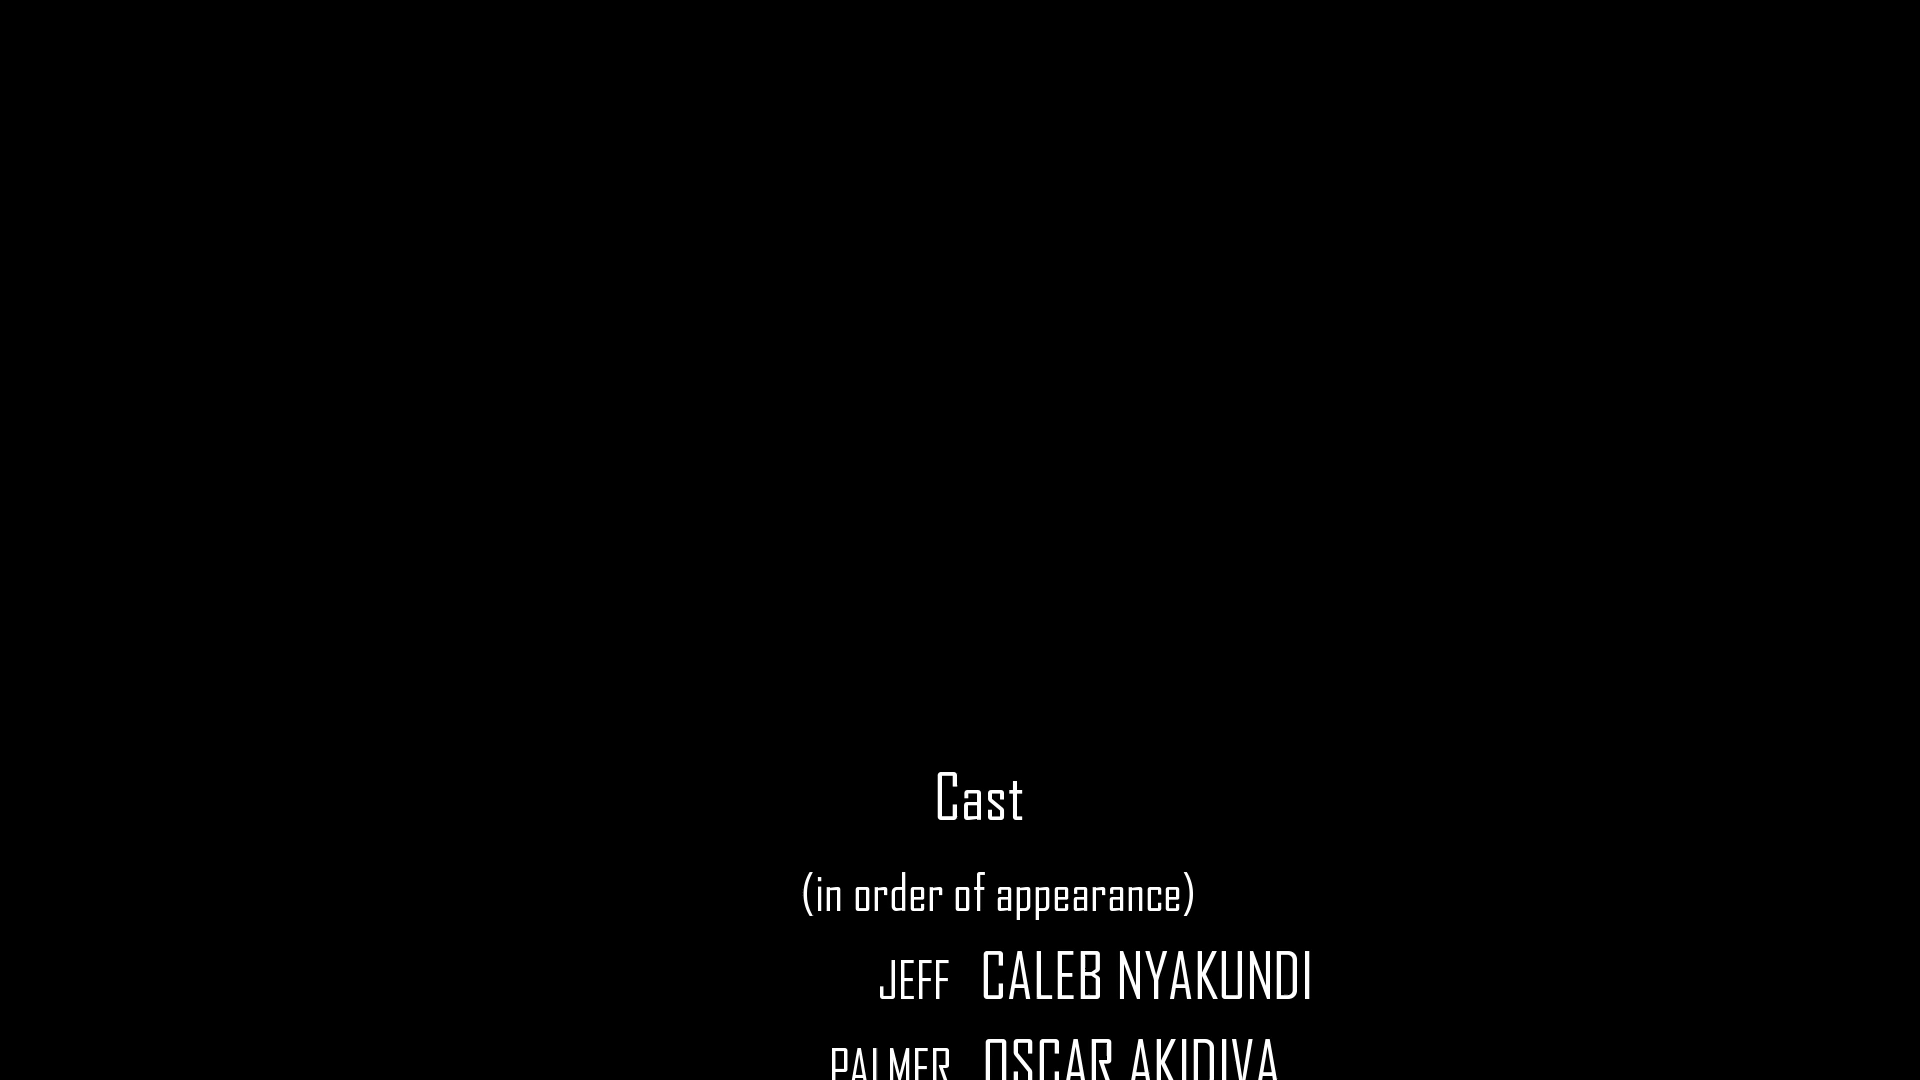 Cast
(in order of appearance)
JEFF CALEB NYAKUNDI
PALMER OSCAR AKIDIVA